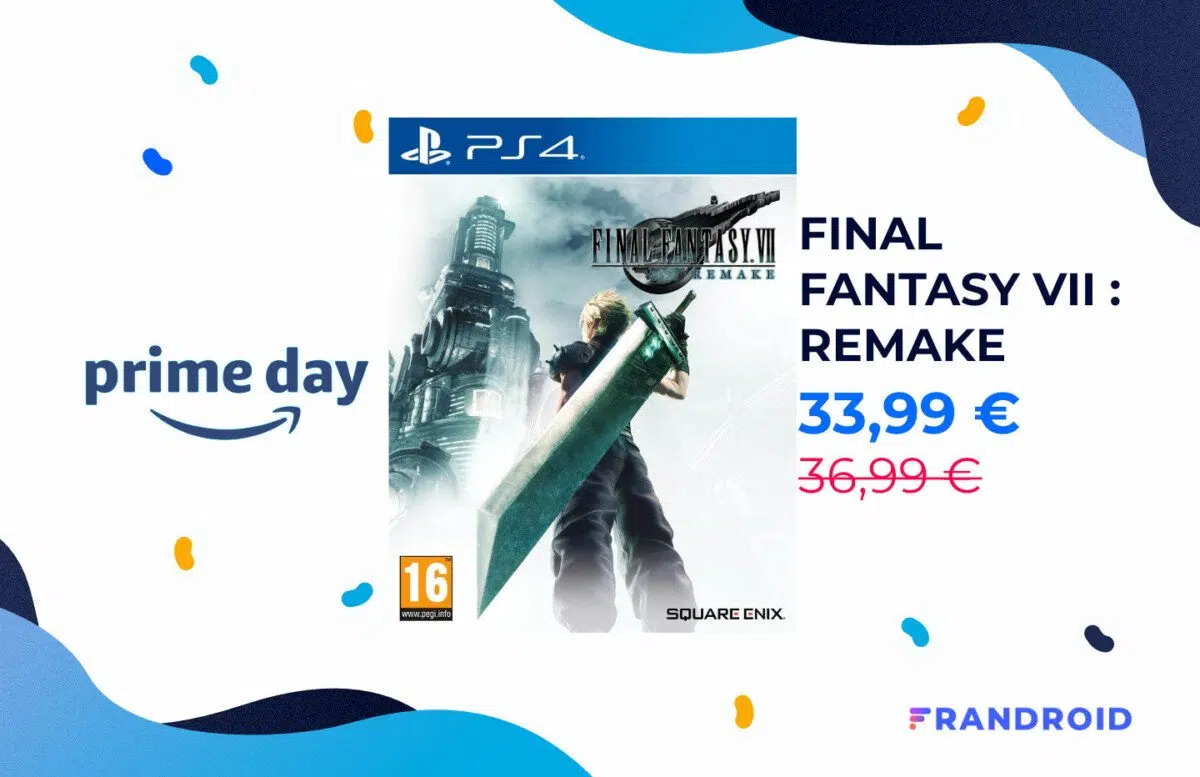 prime day
PS4
FINAL FANTASY VII
REMAKE
16
www.pegi.info
SQUARE ENIX
FINAL
FANTASY VII :
REMAKE
33,99 €
36,99 €
FRANDROID